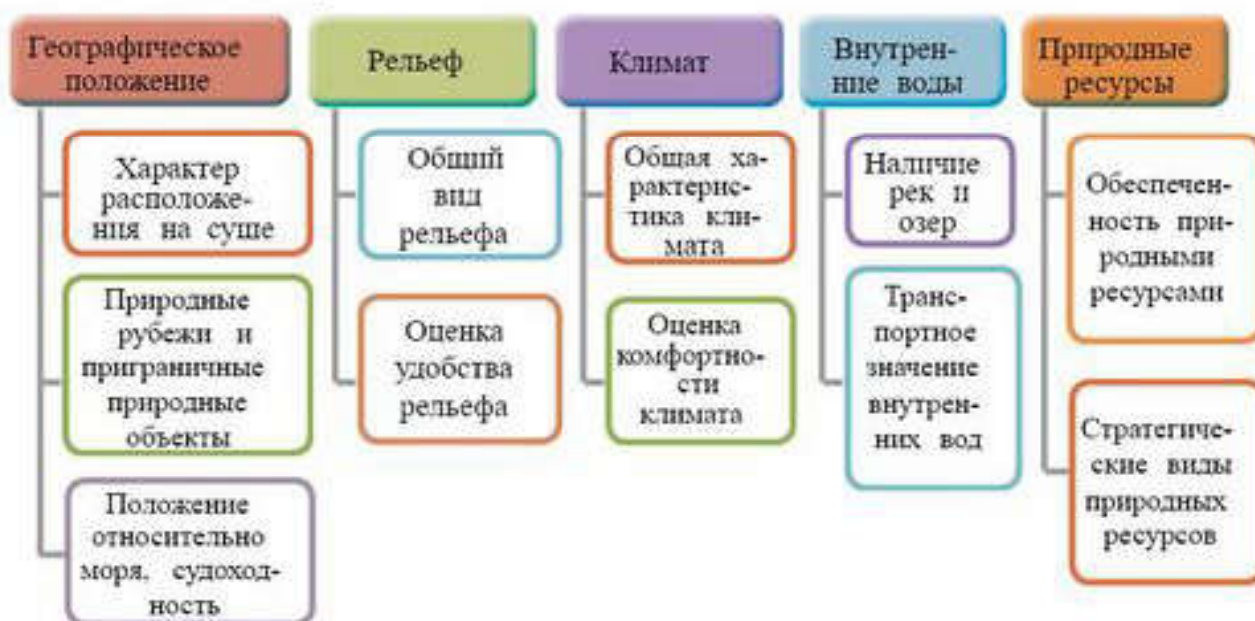 Географическое
положение
Характер
расположе-
ния на суше
Природные
рубежи и
приграничные
природные
объекты
Положение
относительно
моря, судоход-
ность
Рельеф
Общий
вид
рельефа
Оценка
удобства
рельефа
Климат
Общая ха-
рактерис-
тика кли-
мата
Оценка
комфортно-
сти
климата
Внутрен-
ние воды
Наличие
рек и
озер
Транс-
портное
значение
внутрен-
них вод
Природные
ресурсы
Обеспечен-
ность при-
родными
ресурсами
Стратегиче-
ские виды
природных
ресурсов